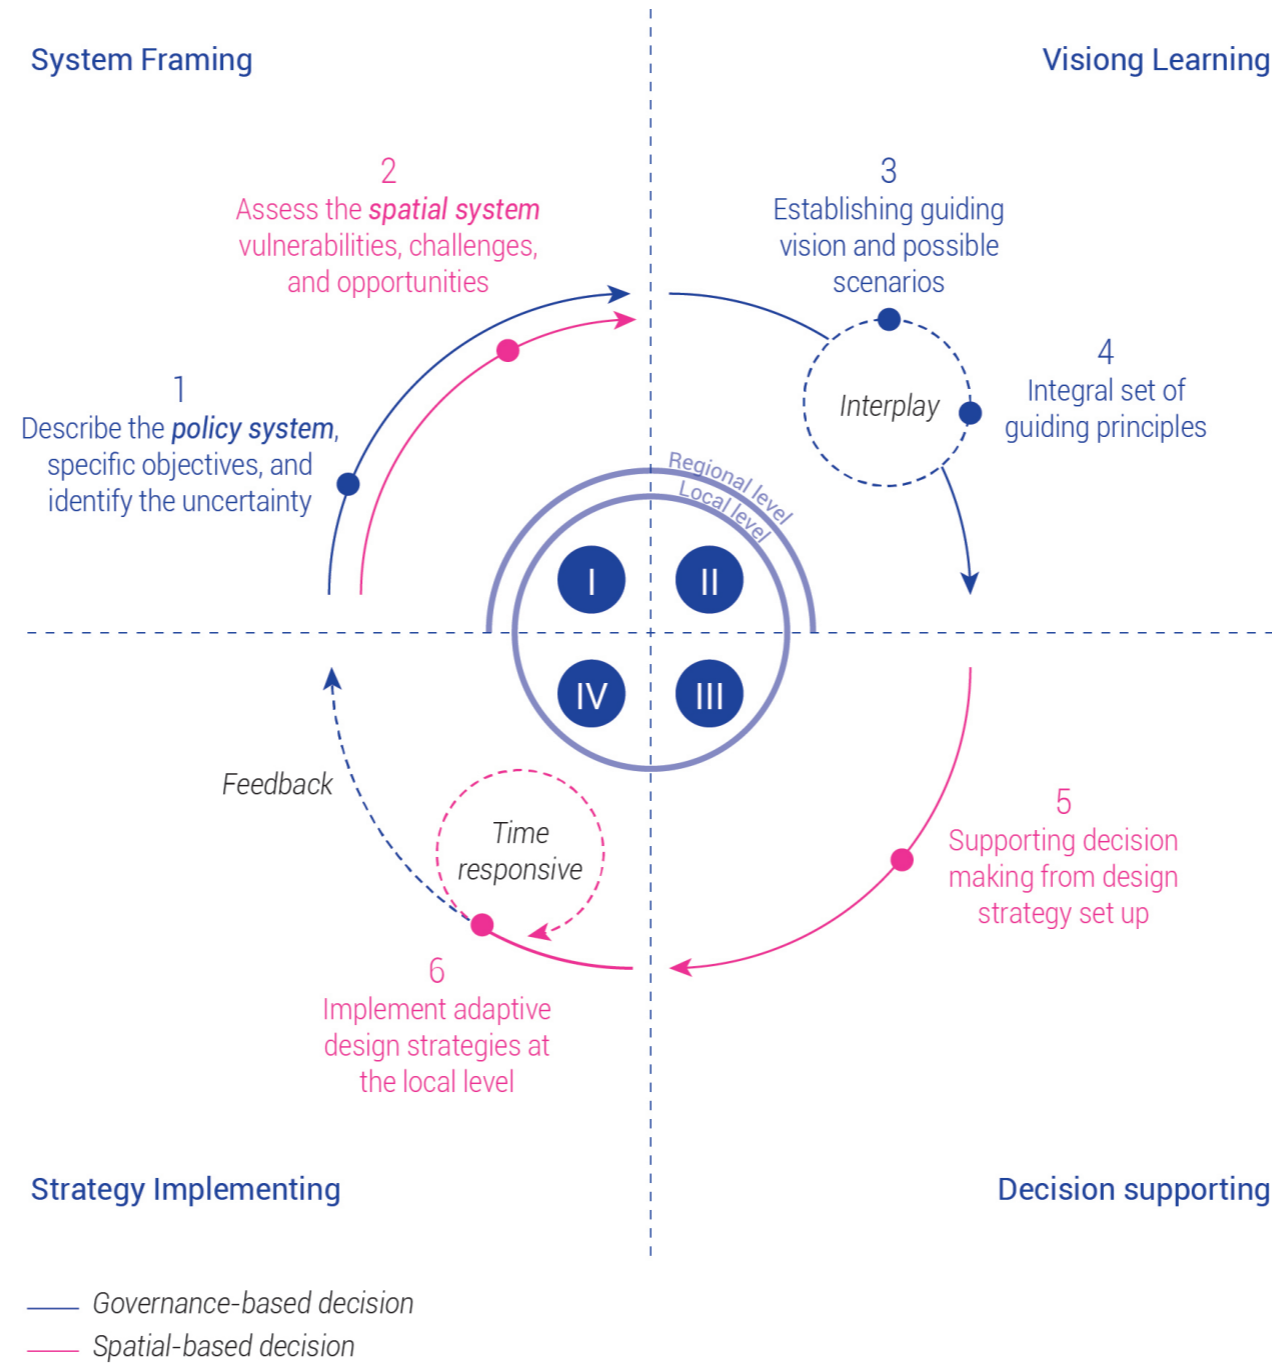 System Framing
Visiong Learning
2
Assess the spatial system
vulnerabilities, challenges,
and opportunities
3
Establishing guiding
vision and possible
scenarios
1
Describe the policy system,
specific objectives, and
identify the uncertainty
Interplay
4
Integral set of
guiding principles
Regional level
Local level
I
II
IV
III
Feedback
Time
responsive
5
Supporting decision
making from design
strategy set up
6
Implement adaptive
design strategies at
the local level
Strategy Implementing
Decision supporting
Governance-based decision
Spatial-based decision